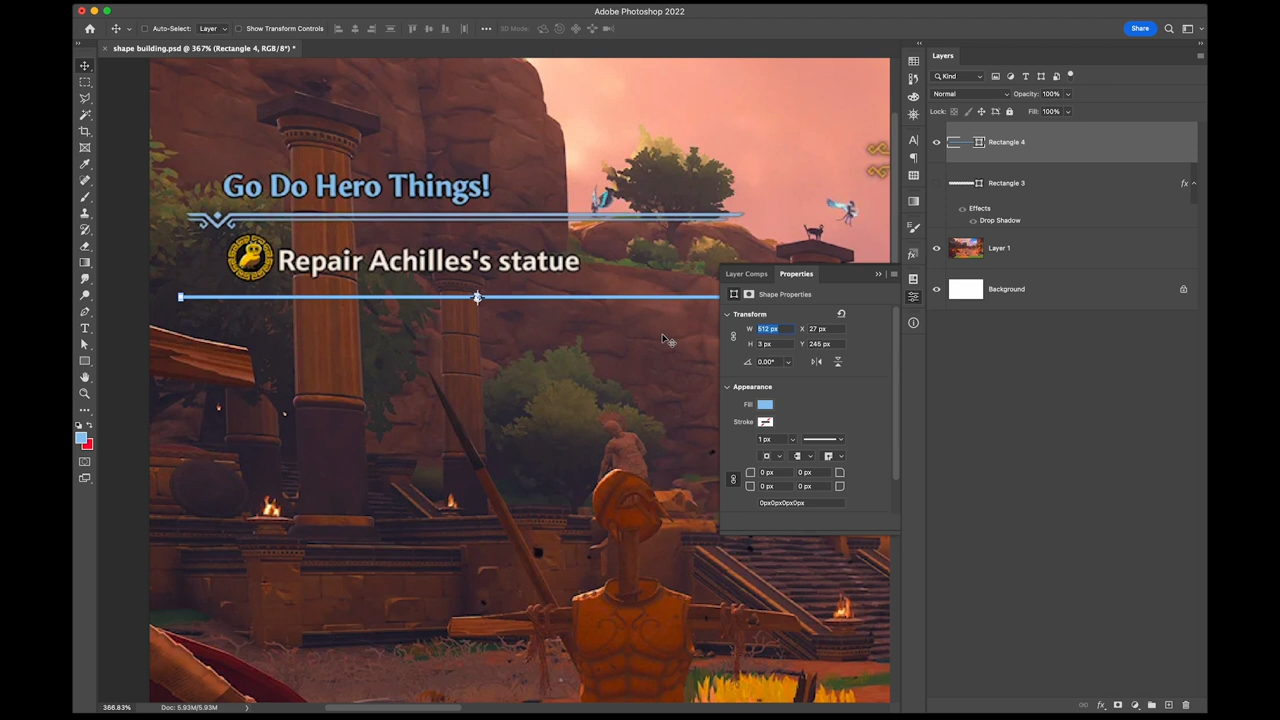 Adobe Photoshop 2022
Auto-Select: Layer Show Transform Controls 3D Mode: Share
shape building.psd @ 367% (Rectangle 4, RGB/8*) *
Layers
Kind
Normal Opacity: 100%
Lock: Fill: 100%
Rectangle 4
Rectangle 3 fx
Effects
Drop Shadow
Layer 1
Background
Go Do Hero Things!
Repair Achilles's statue
Layer Comps Properties
Shape Properties
Transform
W 512 px X 27 px
H 3 px Y 245 px
0.00°
Appearance
Fill
Stroke
1 px
0 px 0 px
0 px 0 px
0px0px0px0px
366.83% Doc: 5.93M/5.93M